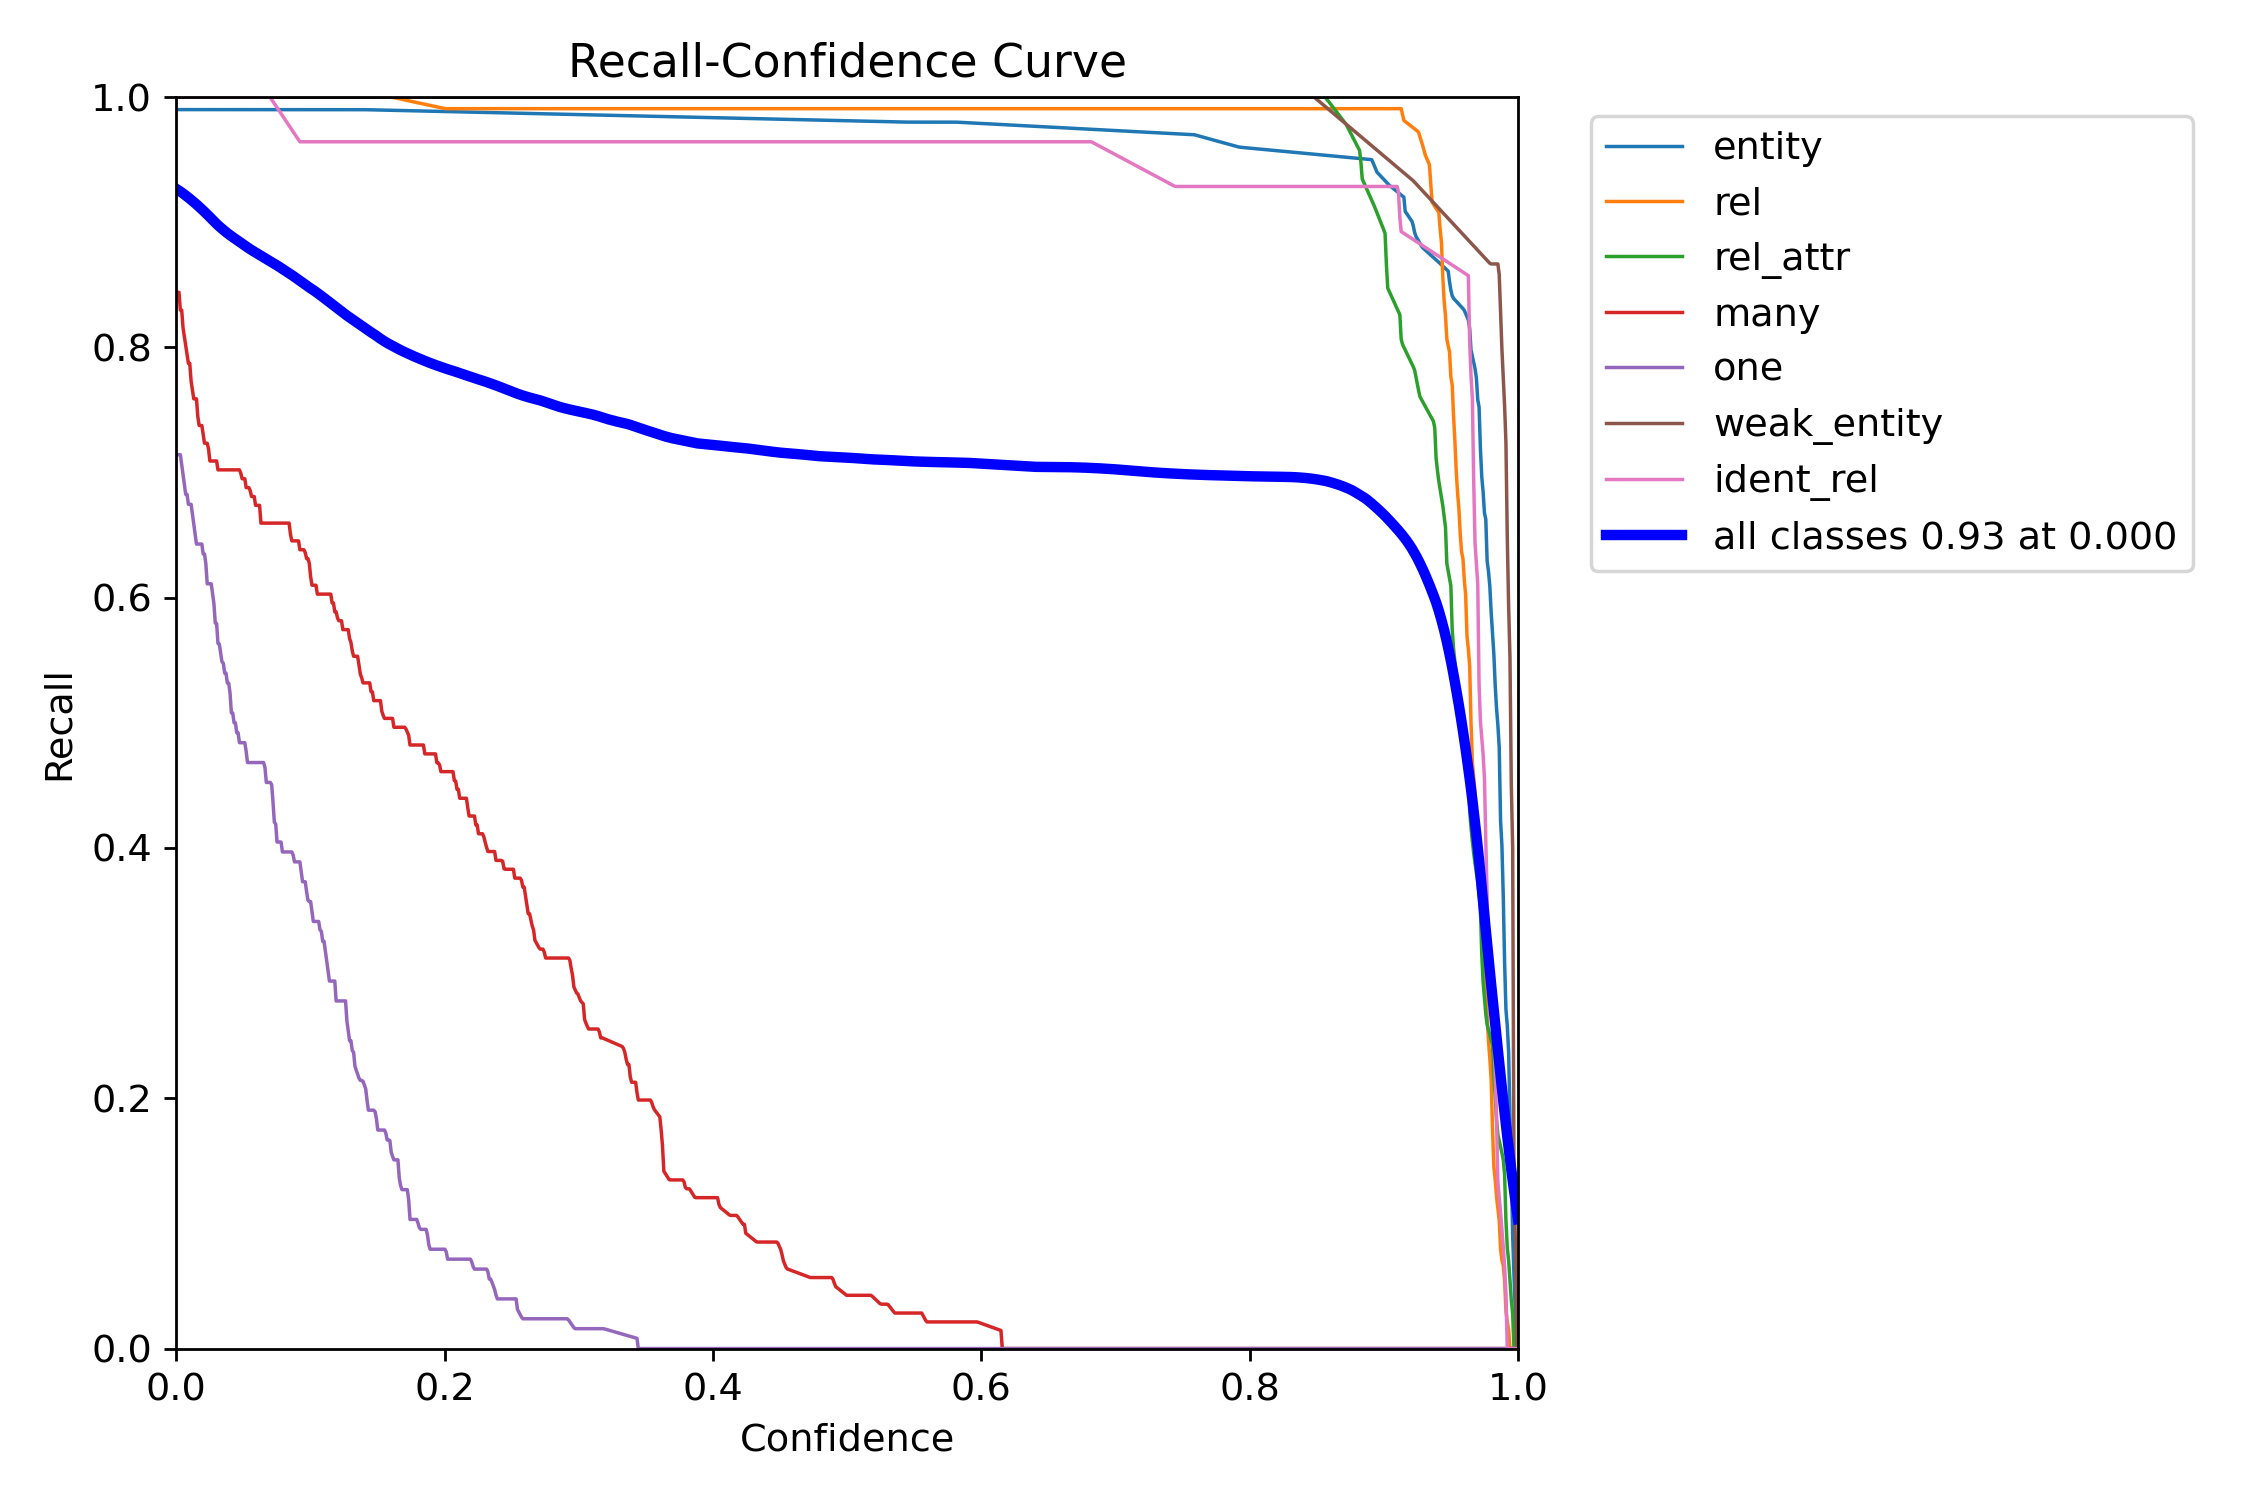 Recall-Confidence Curve
1.0
0.8
0.6
0.4
0.2
0.0
Recall
0.0 0.2 0.4 0.6 0.8 1.0
Confidence
entity
rel
rel_attr
many
one
weak_entity
ident_rel
all classes 0.93 at 0.000